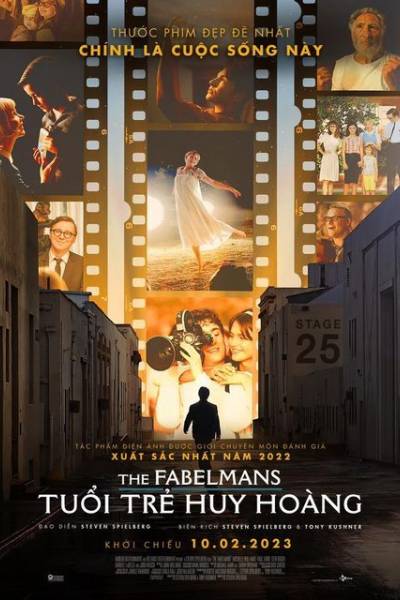 THƯỚC PHIM ĐẸP ĐẼ NHẤT
CHÍNH LÀ CUỘC SỐNG NÀY
STAGE
25
TÁC PHẨM ĐIỆN ẢNH ĐƯỢC GIỚI CHUYÊN MÔN ĐÁNH GIÁ
XUẤT SẮC NHẤT NĂM 2022
THE FABELMANS
TUỔI TRẺ HUY HOÀNG
ĐẠO DIỄN STEVEN SPIELBERG
BIÊN KỊCH STEVEN SPIELBERG & TONY KUSHNER
KHỞI CHIẾU 10.02.2023